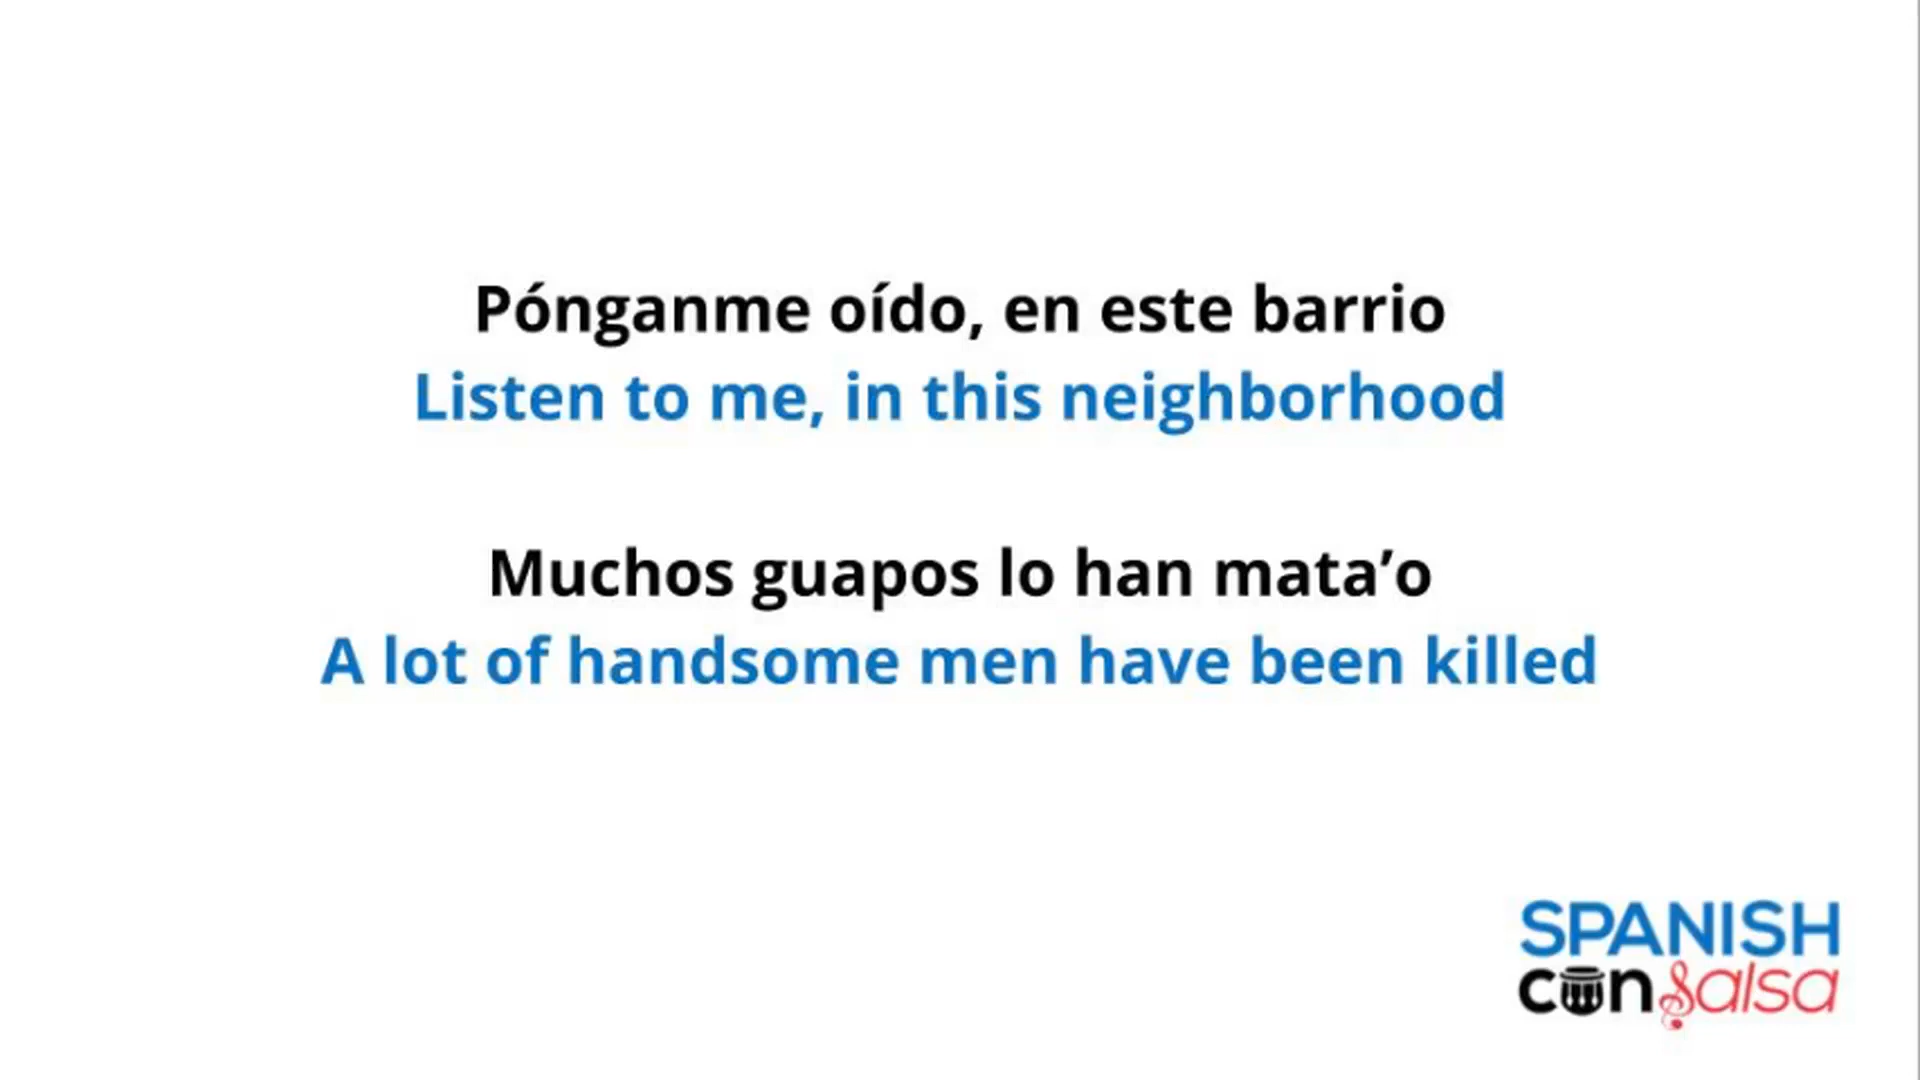 Pónganme oído, en este barrio
Listen to me, in this neighborhood
Muchos guapos lo han mata’o
A lot of handsome men have been killed
SPANISH
con salsa